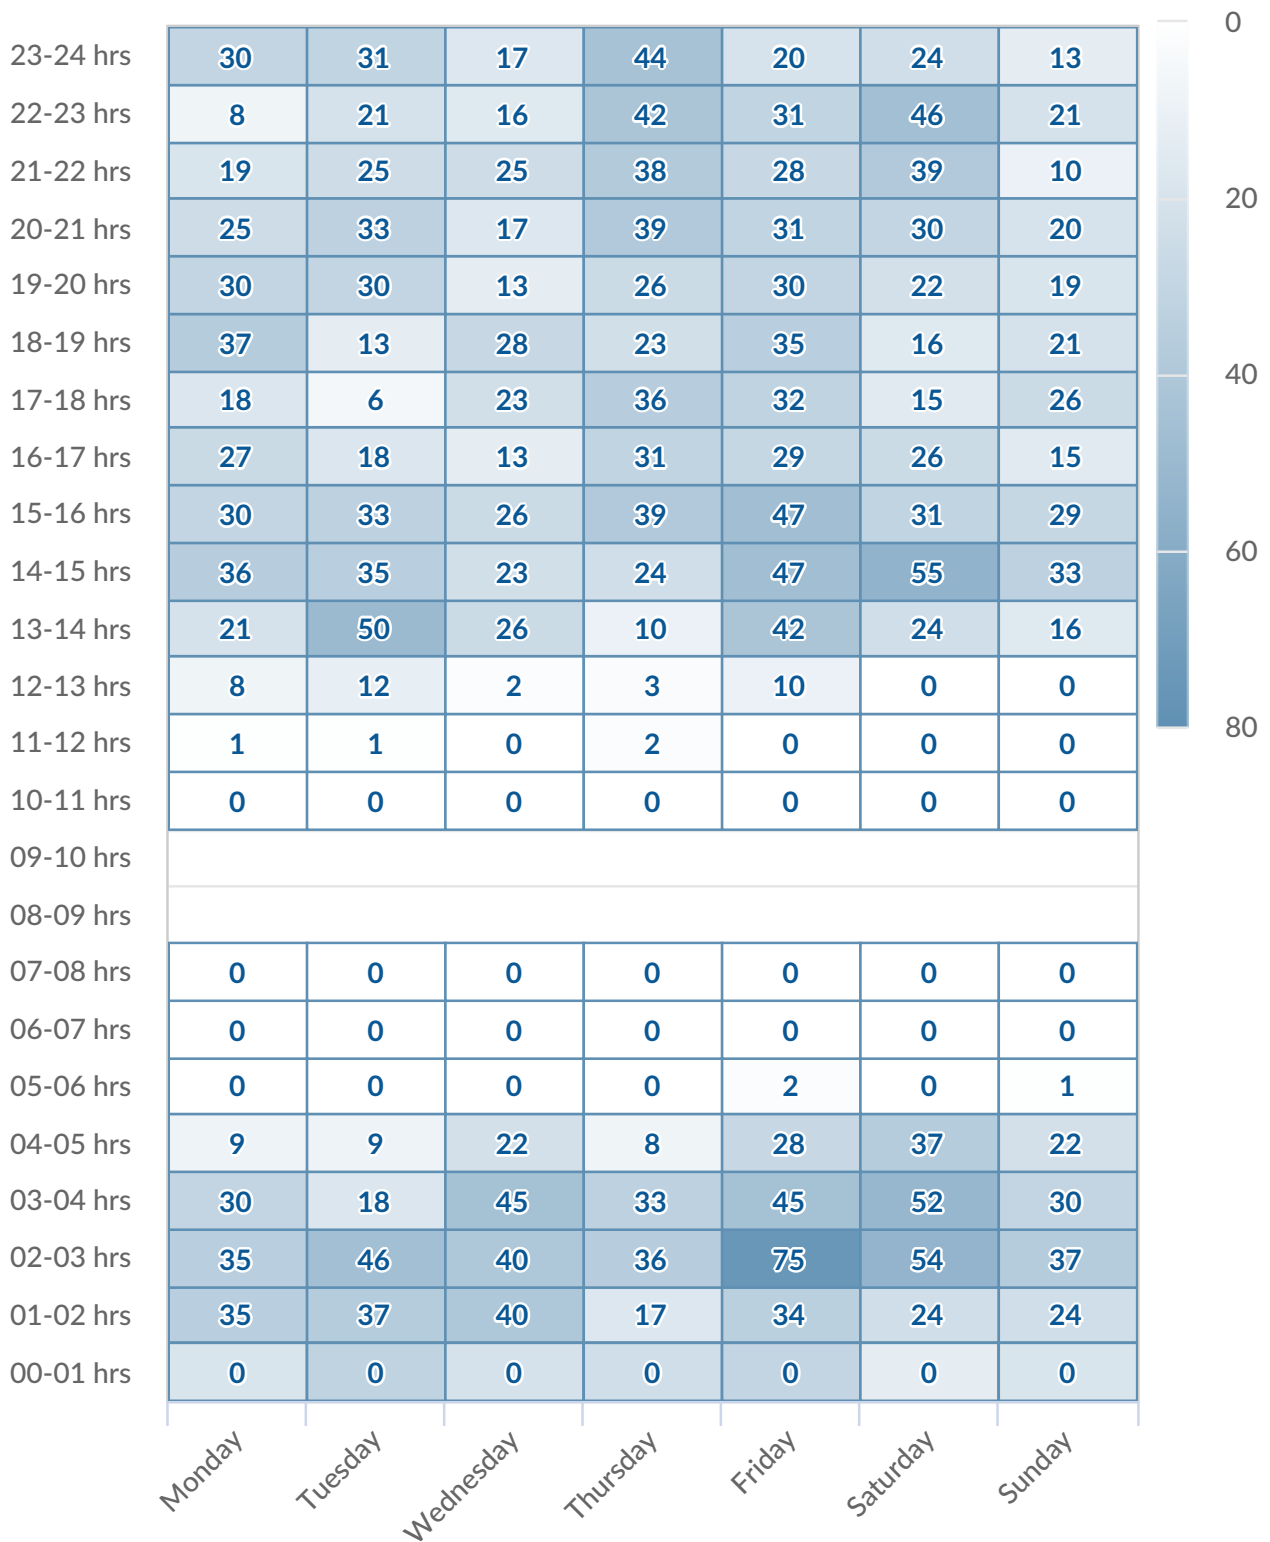 23-24 hrs 30 31 17 44 20 24 13
22-23 hrs 8 21 16 42 31 46 21
21-22 hrs 19 25 25 38 28 39 10
20-21 hrs 25 33 17 39 31 30 20
19-20 hrs 30 30 13 26 30 22 19
18-19 hrs 37 13 28 23 35 16 21
17-18 hrs 18 6 23 36 32 15 26
16-17 hrs 27 18 13 31 29 26 15
15-16 hrs 30 33 26 39 47 31 29
14-15 hrs 36 35 23 24 47 55 33
13-14 hrs 21 50 26 10 42 24 16
12-13 hrs 8 12 2 3 10 0 0
11-12 hrs 1 1 0 2 0 0 0
10-11 hrs 0 0 0 0 0 0 0
09-10 hrs
08-09 hrs
07-08 hrs 0 0 0 0 0 0 0
06-07 hrs 0 0 0 0 0 0 0
05-06 hrs 0 0 0 0 2 0 1
04-05 hrs 9 9 22 8 28 37 22
03-04 hrs 30 18 45 33 45 52 30
02-03 hrs 35 46 40 36 75 54 37
01-02 hrs 35 37 40 17 34 24 24
00-01 hrs 0 0 0 0 0 0 0
Monday Tuesday Wednesday Thursday Friday Saturday Sunday
0
20
40
60
80